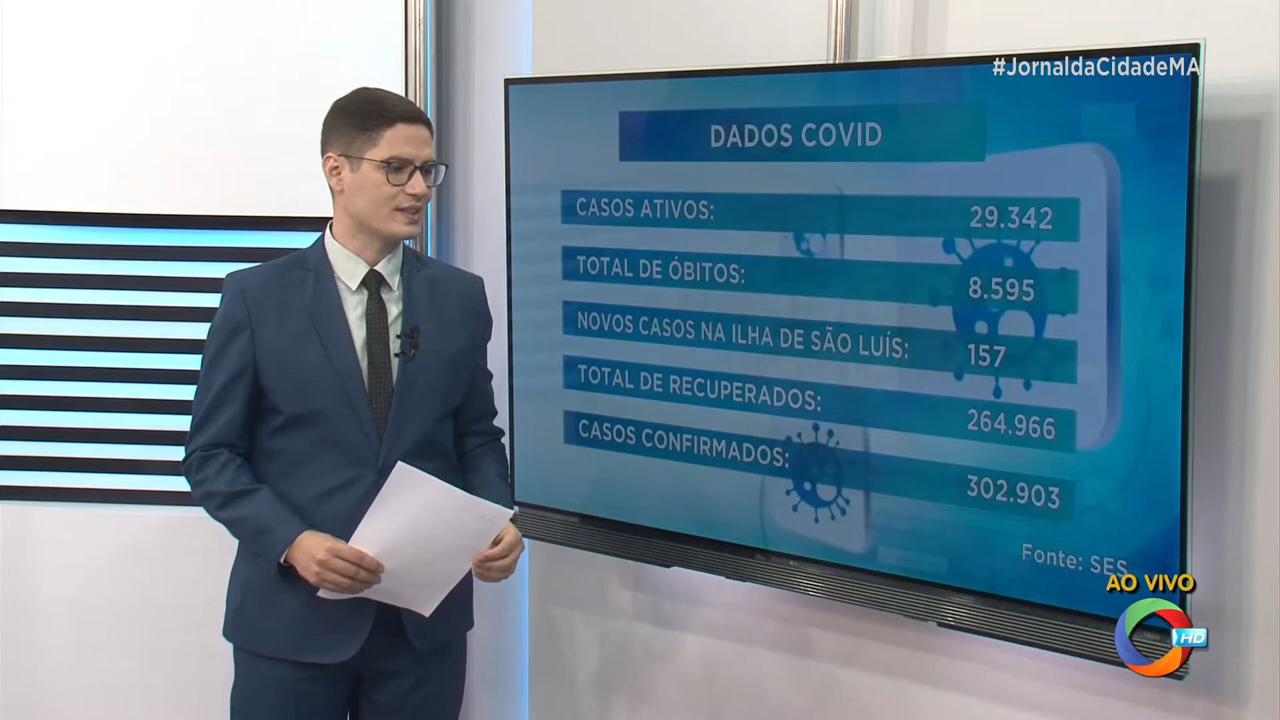 #JornaldaCidadeMA
DADOS COVID
CASOS ATIVOS: 29.342
TOTAL DE ÓBITOS: 8.595
NOVOS CASOS NA ILHA DE SÃO LUÍS: 157
TOTAL DE RECUPERADOS: 264.966
CASOS CONFIRMADOS: 302.903
Fonte: SES
AO VIVO
HD